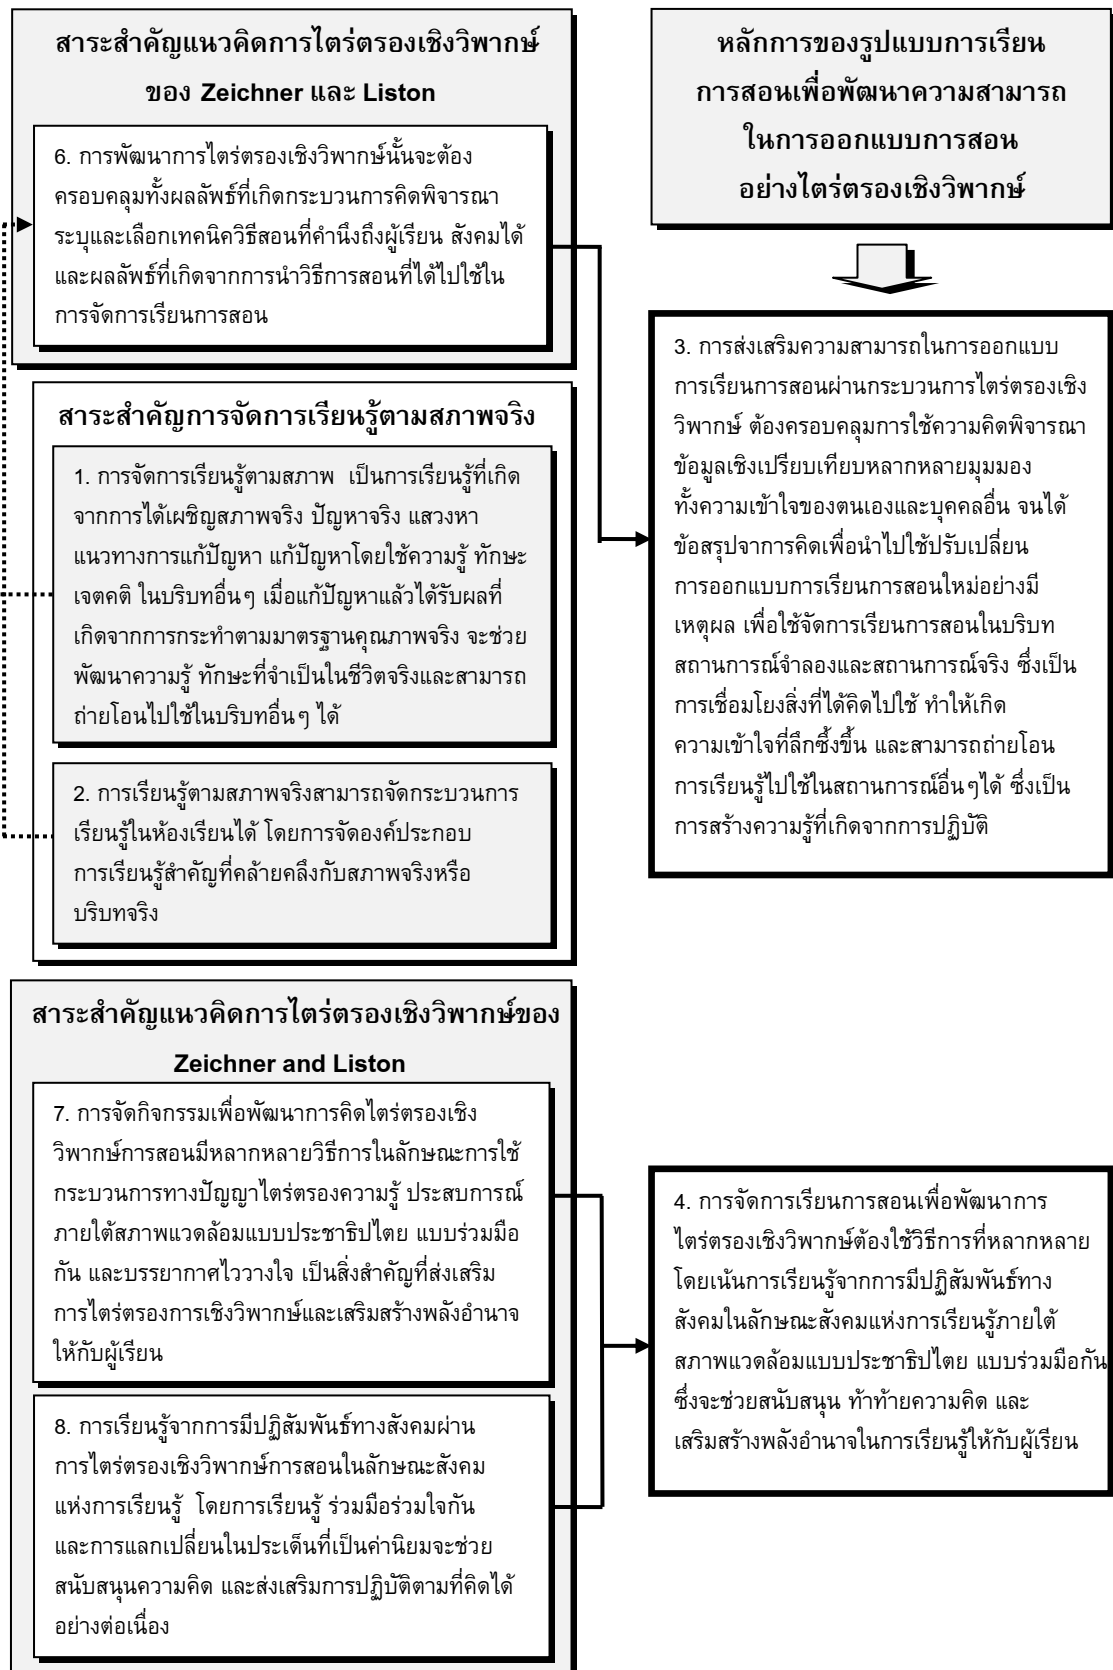 สาระสำคัญแนวคิดการไตร่ตรองเชิงวิพากษ์
ของ Zeichner และ Liston
6. การพัฒนาการไตร่ตรองเชิงวิพากษ์นั้นจะต้อง
ครอบคลุมทั้งผลลัพธ์ที่เกิดกระบวนการคิดพิจารณา
ระบุและเลือกเทคนิควิธีสอนที่คำนึงถึงผู้เรียน สังคมได้
และผลลัพธ์ที่เกิดจากการนำวิธีการสอนที่ได้ไปใช้ใน
การจัดการเรียนการสอน
สาระสำคัญการจัดการเรียนรู้ตามสภาพจริง
1. การจัดการเรียนรู้ตามสภาพ เป็นการเรียนรู้ที่เกิด
จากการได้เผชิญสภาพจริง ปัญหาจริง แสวงหา
แนวทางการแก้ปัญหา แก้ปัญหาโดยใช้ความรู้ ทักษะ
เจตคติ ในบริบทอื่นๆ เมื่อแก้ปัญหาแล้วได้รับผลที่
เกิดจากการกระทำตามมาตรฐานคุณภาพจริง จะช่วย
พัฒนาความรู้ ทักษะที่จำเป็นในชีวิตจริงและสามารถ
ถ่ายโอนไปใช้ในบริบทอื่นๆ ได้
2. การเรียนรู้ตามสภาพจริงสามารถจัดกระบวนการ
เรียนรู้ในห้องเรียนได้ โดยการจัดองค์ประกอบ
การเรียนรู้สำคัญที่คล้ายคลึงกับสภาพจริงหรือ
บริบทจริง
สาระสำคัญแนวคิดการไตร่ตรองเชิงวิพากษ์ของ
Zeichner and Liston
7. การจัดกิจกรรมเพื่อพัฒนาการคิดไตร่ตรองเชิง
วิพากษ์การสอนมีหลากหลายวิธีการในลักษณะการใช้
กระบวนการทางปัญญาไตร่ตรองความรู้ ประสบการณ์
ภายใต้สภาพแวดล้อมแบบประชาธิปไตย แบบร่วมมือ
กัน และบรรยากาศไววางใจ เป็นสิ่งสำคัญที่ส่งเสริม
การไตร่ตรองการเชิงวิพากษ์และเสริมสร้างพลังอำนาจ
ให้กับผู้เรียน
8. การเรียนรู้จากการมีปฏิสัมพันธ์ทางสังคมผ่าน
การไตร่ตรองเชิงวิพากษ์การสอนในลักษณะสังคม
แห่งการเรียนรู้ โดยการเรียนรู้ ร่วมมือร่วมใจกัน
และการแลกเปลี่ยนในประเด็นที่เป็นค่านิยมจะช่วย
สนับสนุนความคิด และส่งเสริมการปฏิบัติตามที่คิดได้
อย่างต่อเนื่อง
หลักการของรูปแบบการเรียน
การสอนเพื่อพัฒนาความสามารถ
ในการออกแบบการสอน
อย่างไตร่ตรองเชิงวิพากษ์
3. การส่งเสริมความสามารถในการออกแบบ
การเรียนการสอนผ่านกระบวนการไตร่ตรองเชิง
วิพากษ์ ต้องครอบคลุมการใช้ความคิดพิจารณา
ข้อมูลเชิงเปรียบเทียบหลากหลายมุมมอง
ทั้งความเข้าใจของตนเองและบุคคลอื่น จนได้
ข้อสรุปจาการคิดเพื่อนำไปใช้ปรับเปลี่ยน
การออกแบบการเรียนการสอนใหม่อย่างมี
เหตุผล เพื่อใช้จัดการเรียนการสอนในบริบท
สถานการณ์จำลองและสถานการณ์จริง ซึ่งเป็น
การเชื่อมโยงสิ่งที่ได้คิดไปใช้ ทำให้เกิด
ความเข้าใจที่ลึกซึ้งขึ้น และสามารถถ่ายโอน
การเรียนรู้ไปใช้ในสถานการณ์อื่นๆได้ ซึ่งเป็น
การสร้างความรู้ที่เกิดจากการปฏิบัติ
4. การจัดการเรียนการสอนเพื่อพัฒนาการ
ไตร่ตรองเชิงวิพากษ์ต้องใช้วิธีการที่หลากหลาย
โดยเน้นการเรียนรู้จากการมีปฏิสัมพันธ์ทาง
สังคมในลักษณะสังคมแห่งการเรียนรู้ภายใต้
สภาพแวดล้อมแบบประชาธิปไตย แบบร่วมมือกัน
ซึ่งจะช่วยสนับสนุน ท้าทายความคิด และ
เสริมสร้างพลังอำนาจในการเรียนรู้ให้กับผู้เรียน